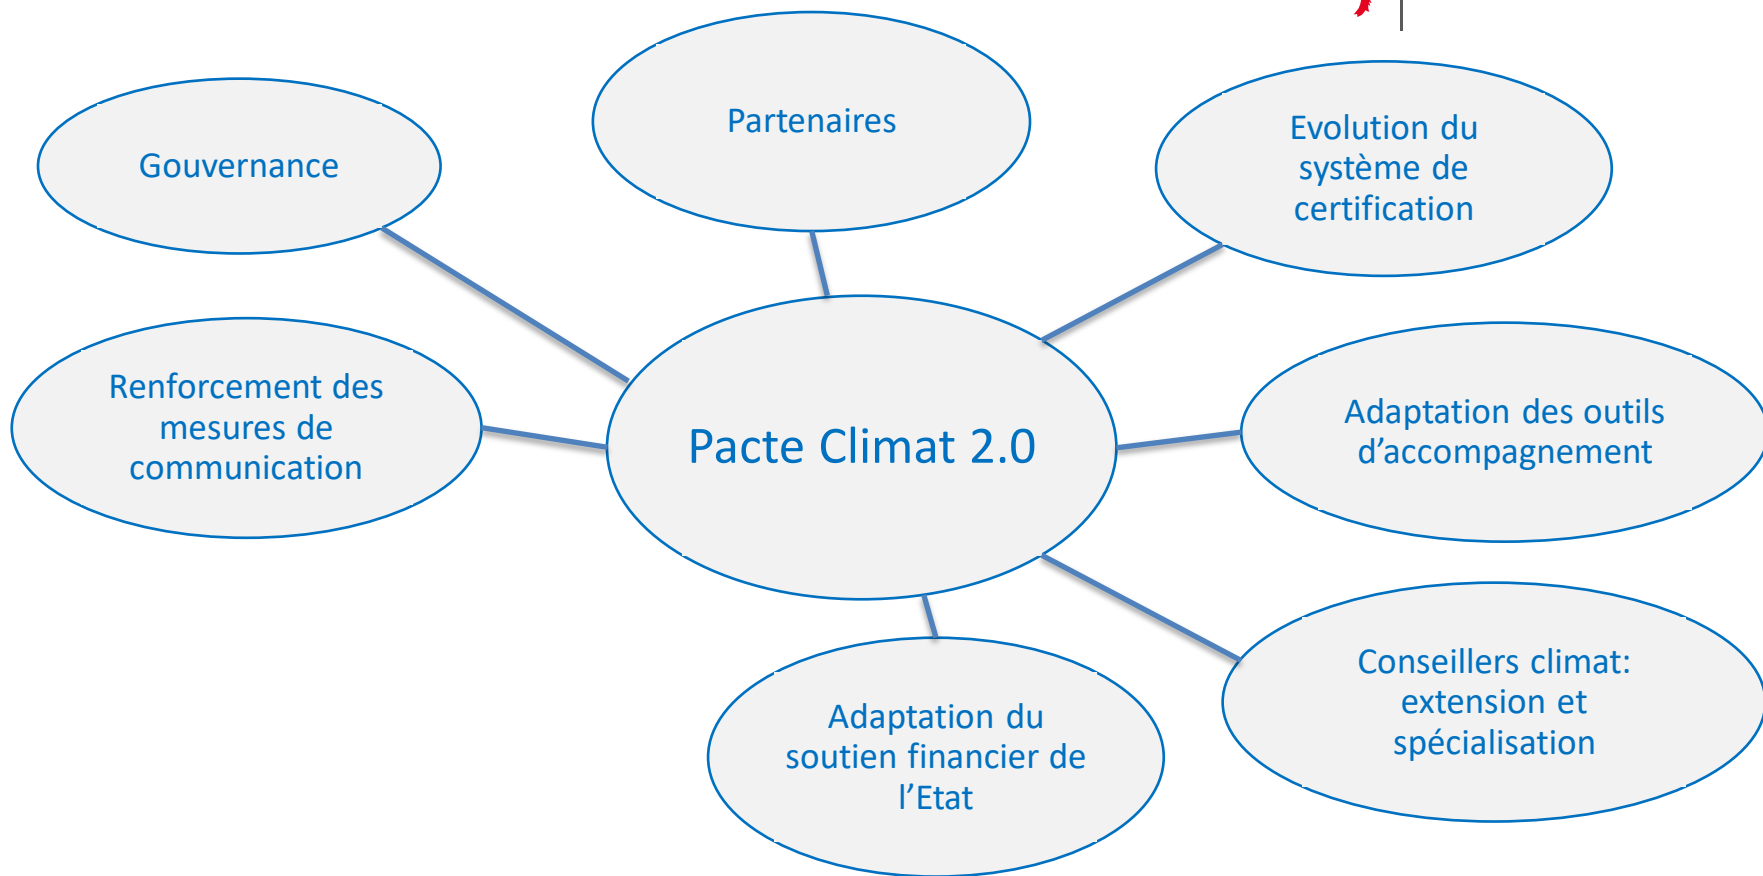 Partenaires
Gouvernance
Evolution du
système de
certification
Renforcement des
mesures de
communication
Pacte Climat 2.0
Adaptation des outils
d’accompagnement
Conseillers climat:
extension et
spécialisation
Adaptation du
soutien financier de
l’Etat